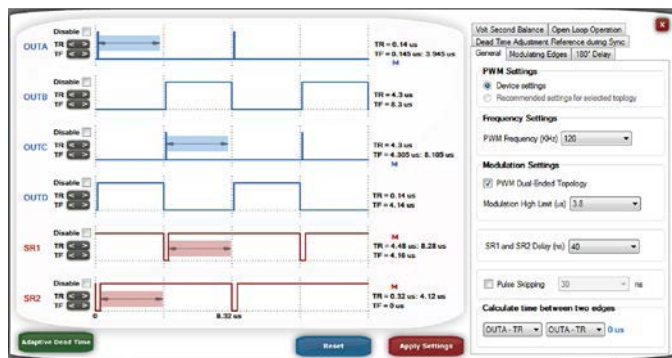 Disable
OUTA TR < >
TF < >
TR = 0.14 us
TF = 0.145 us: 3.945 us
M
Disable
OUTB TR < >
TF < >
TR = 4.3 us
TF = 8.3 us
Disable
OUTC TR < >
TF < >
TR = 4.3 us
TF = 4.305 us: 8.105 us
M
Disable
OUTD TR < >
TF < >
TR = 0.14 us
TF = 4.14 us
Disable
SR1 TR < >
TF < >
M
TR = 4.48 us: 8.28 us
TF = 4.16 us
Disable
SR2 TR < >
TF < >
M
TR = 0.32 us: 4.12 us
TF = 0 us
0 8.32 us
Adaptive Dead Time
Reset
Apply Settings
x
Volt Second Balance Open Loop Operation
Dead Time Adjustment Reference during Sync
General Modulating Edges 180° Delay
PWM Settings
Device settings
Recommended settings for selected toplogy
Frequency Settings
PWM Frequency (KHz) 120
Modulation Settings
PWM Dual-Ended Topology
Modulation High Limit (µs) 3.8
SR1 and SR2 Delay (ns) 40
Pulse Skipping 30 ns
Calculate time between two edges
OUTA - TR OUTA - TR 0 us